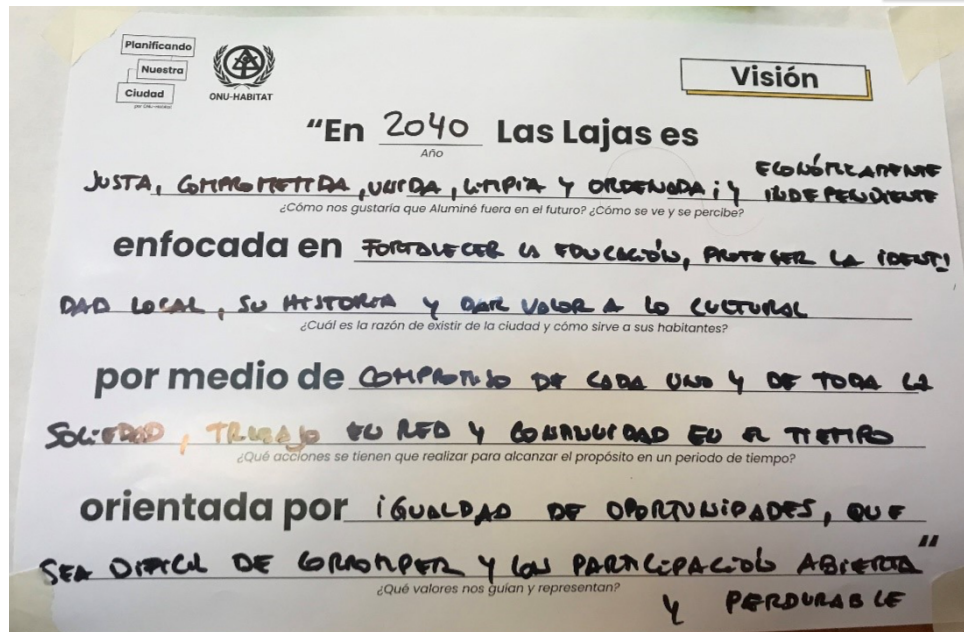 Planificando
Nuestra
Ciudad
ONU-HABITAT
Visión
"En 2040 Las Lajas es
Año
ECONÓMICAMENTE
JUSTA, COMPROMETIDA, UNIDA, LIMPIA Y ORDENADA; Y INDEPENDIENTE
¿Cómo nos gustaría que Aluminé fuera en el futuro? ¿Cómo se ve y se percibe?
enfocada en FORTALECER LA EDUCACIÓN, PROTEGER LA IDENTI
DAD LOCAL, SU HISTORIA Y DAR VALOR A LO CULTURAL
¿Cuál es la razón de existir de la ciudad y cómo sirve a sus habitantes?
por medio de COMPROMISO DE CADA UNO Y DE TODA LA
SOCIEDAD, TRABAJO EN RED Y CONTINUIDAD EN EL TIEMPO
¿Qué acciones se tienen que realizar para alcanzar el propósito en un periodo de tiempo?
orientada por IGUALDAD DE OPORTUNIDADES, QUE
SEA DIFICIL DE CORROMPER Y CON PARTICIPACIÓN ABIERTA"
¿Qué valores nos guían y representan?
Y PERDURABLE